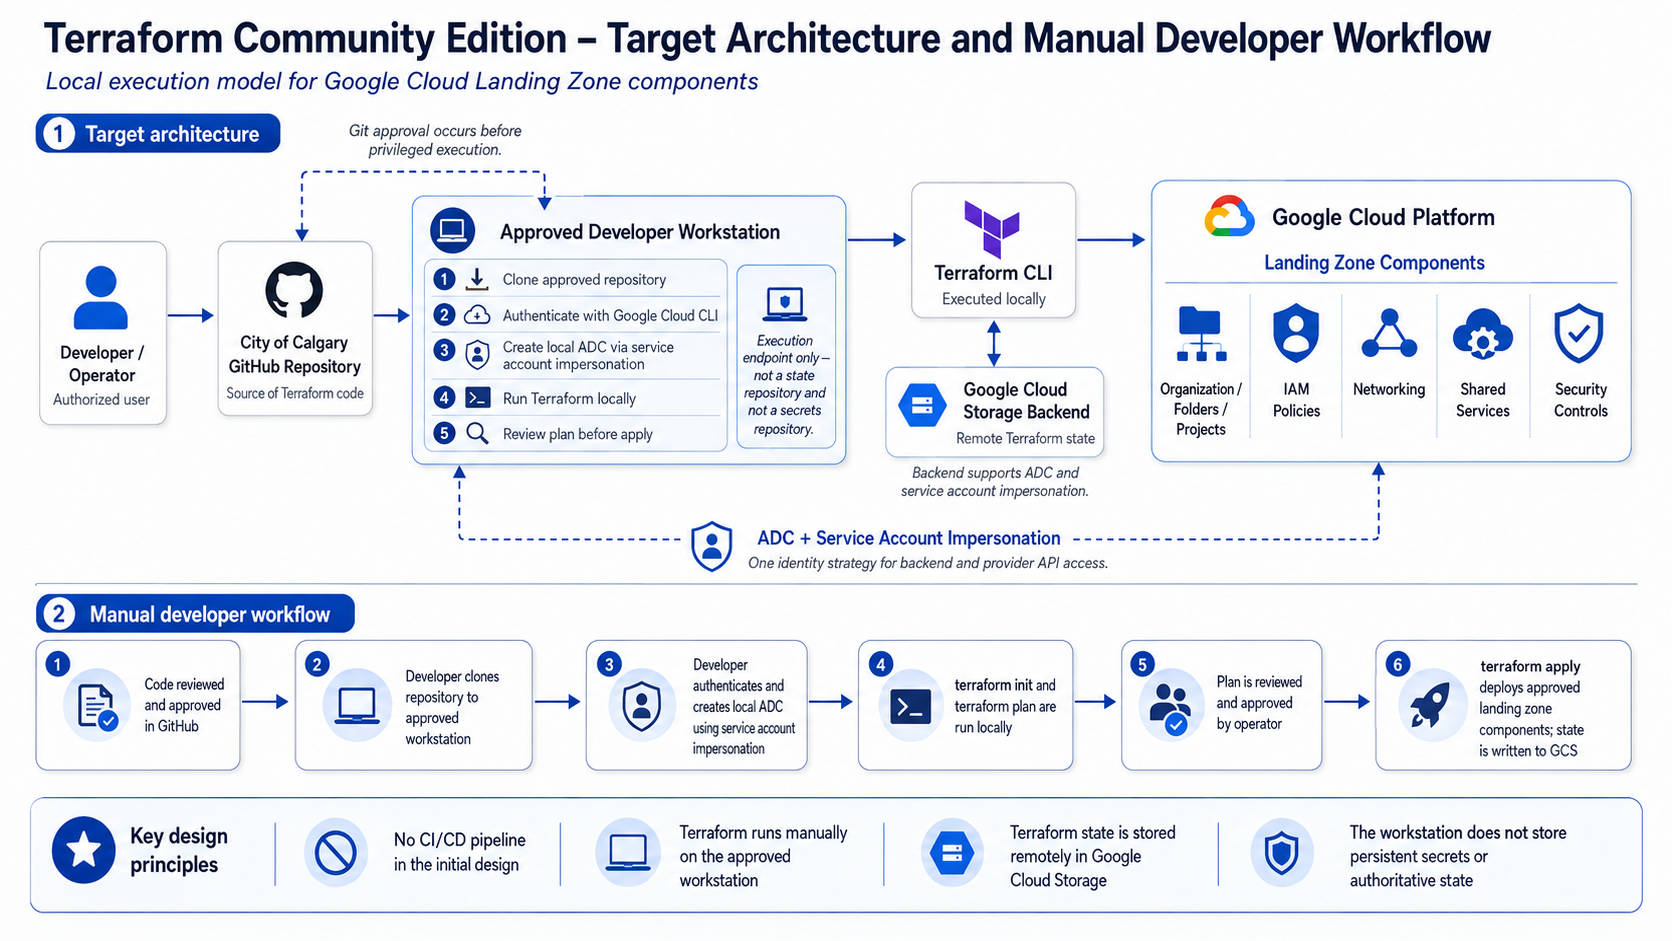 Terraform Community Edition – Target Architecture and Manual Developer Workflow
Local execution model for Google Cloud Landing Zone components
1 Target architecture
Git approval occurs before
privileged execution.
Developer /
Operator
Authorized user
City of Calgary
GitHub Repository
Source of Terraform code
Approved Developer Workstation
1 Clone approved repository
2 Authenticate with Google Cloud CLI
3 Create local ADC via service
account impersonation
4 Run Terraform locally
5 Review plan before apply
Execution
endpoint only—
not a state
repository and
not a secrets
repository.
Terraform CLI
Executed locally
Google Cloud
Storage Backend
Remote Terraform state
Backend supports ADC and
service account impersonation.
Google Cloud Platform
Landing Zone Components
Organization /
Folders /
Projects
IAM
Policies
Networking
Shared
Services
Security
Controls
ADC + Service Account Impersonation
One identity strategy for backend and provider API access.
2 Manual developer workflow
1
Code reviewed
and approved
in GitHub
2
Developer clones
repository to
approved
workstation
3
Developer
authenticates and
creates local ADC
using service account
impersonation
4
terraform init and
terraform plan are
run locally
5
Plan is reviewed
and approved
by operator
6
terraform apply
deploys approved
landing zone
components; state
is written to GCS
Key design
principles
No CI/CD pipeline
in the initial design
Terraform runs manually
on the approved
workstation
Terraform state is stored
remotely in Google
Cloud Storage
The workstation does not store
persistent secrets or
authoritative state